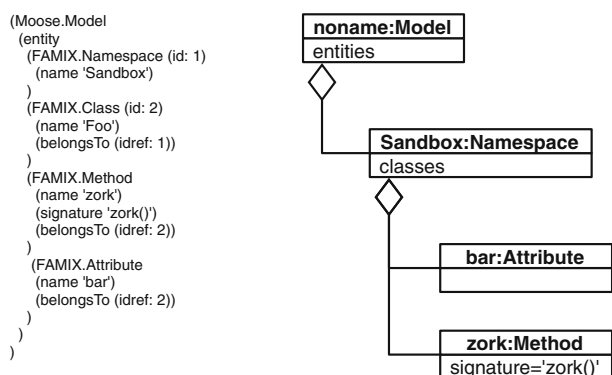 (Moose.Model
(entity
(FAMIX.Namespace (id: 1)
(name 'Sandbox')
)
(FAMIX.Class (id: 2)
(name 'Foo')
(belongsTo (idref: 1))
)
(FAMIX.Method
(name 'zork')
(signature 'zork()')
(belongsTo (idref: 2))
)
(FAMIX.Attribute
(name 'bar')
(belongsTo (idref: 2))
)
)
)
noname:Model
entities
Sandbox:Namespace
classes
bar:Attribute
zork:Method
signature='zork()'